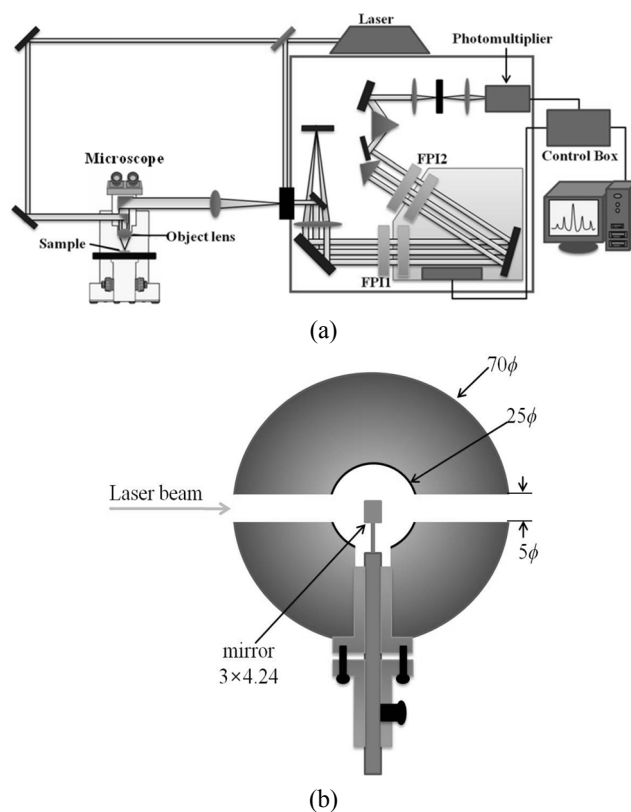 Laser
Photomultiplier
Microscope
FPI2
Control Box
Sample
Object lens
FPI1
(a)
70ϕ
25ϕ
Laser beam
5ϕ
mirror
3×4.24
(b)